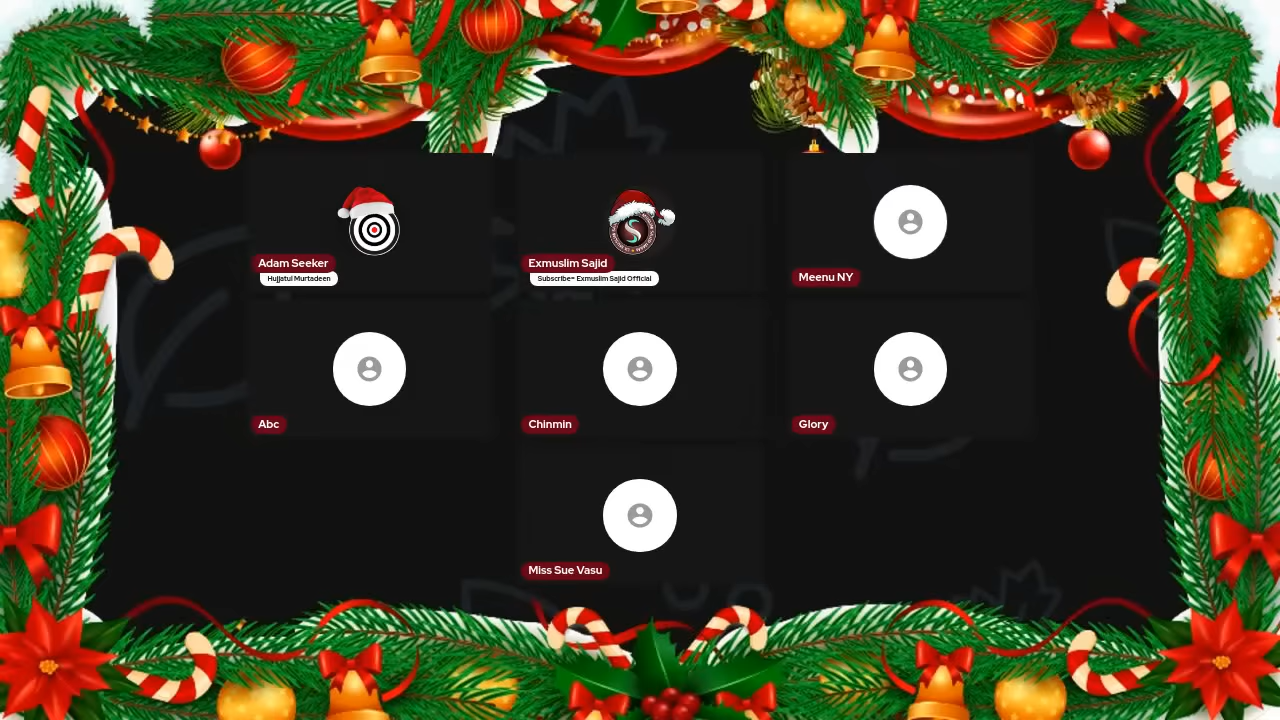 Adam Seeker
Hujjatul Murtadeen
Exmuslim Sajid
Subscribe= Exmuslim Sajid Official
Meenu NY
Abc
Chinmin
Glory
Miss Sue Vasu